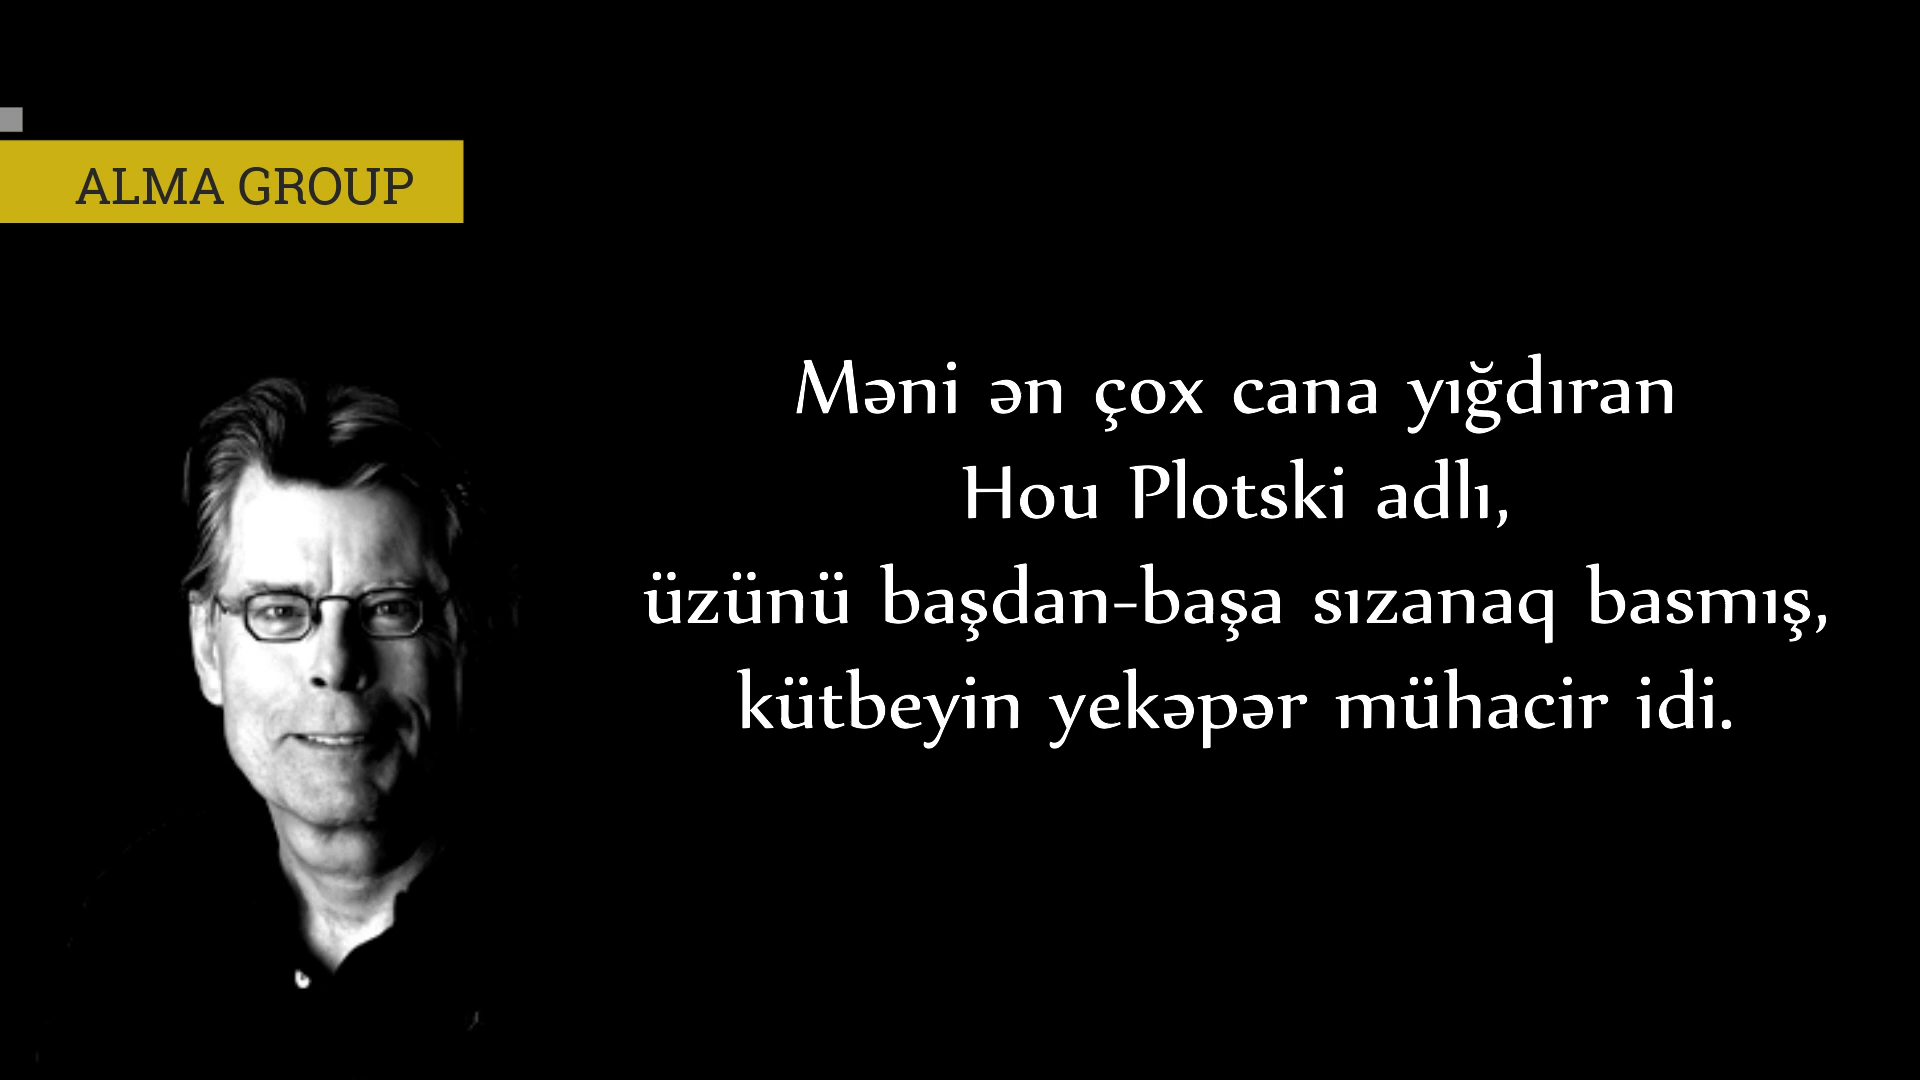 ALMA GROUP
Məni ən çox cana yığdıran
Hou Plotski adlı,
üzünü başdan-başa sızanaq basmış,
kütbeyin yekəpər mühacir idi.